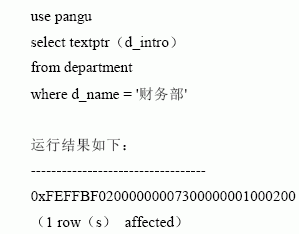 use pangu
select textptr（d_intro）
from department
where d_name = '财务部'
运行结果如下：
----------------------------------
0xFEFFBF02000000007300000001000200
（1 row（s） affected）